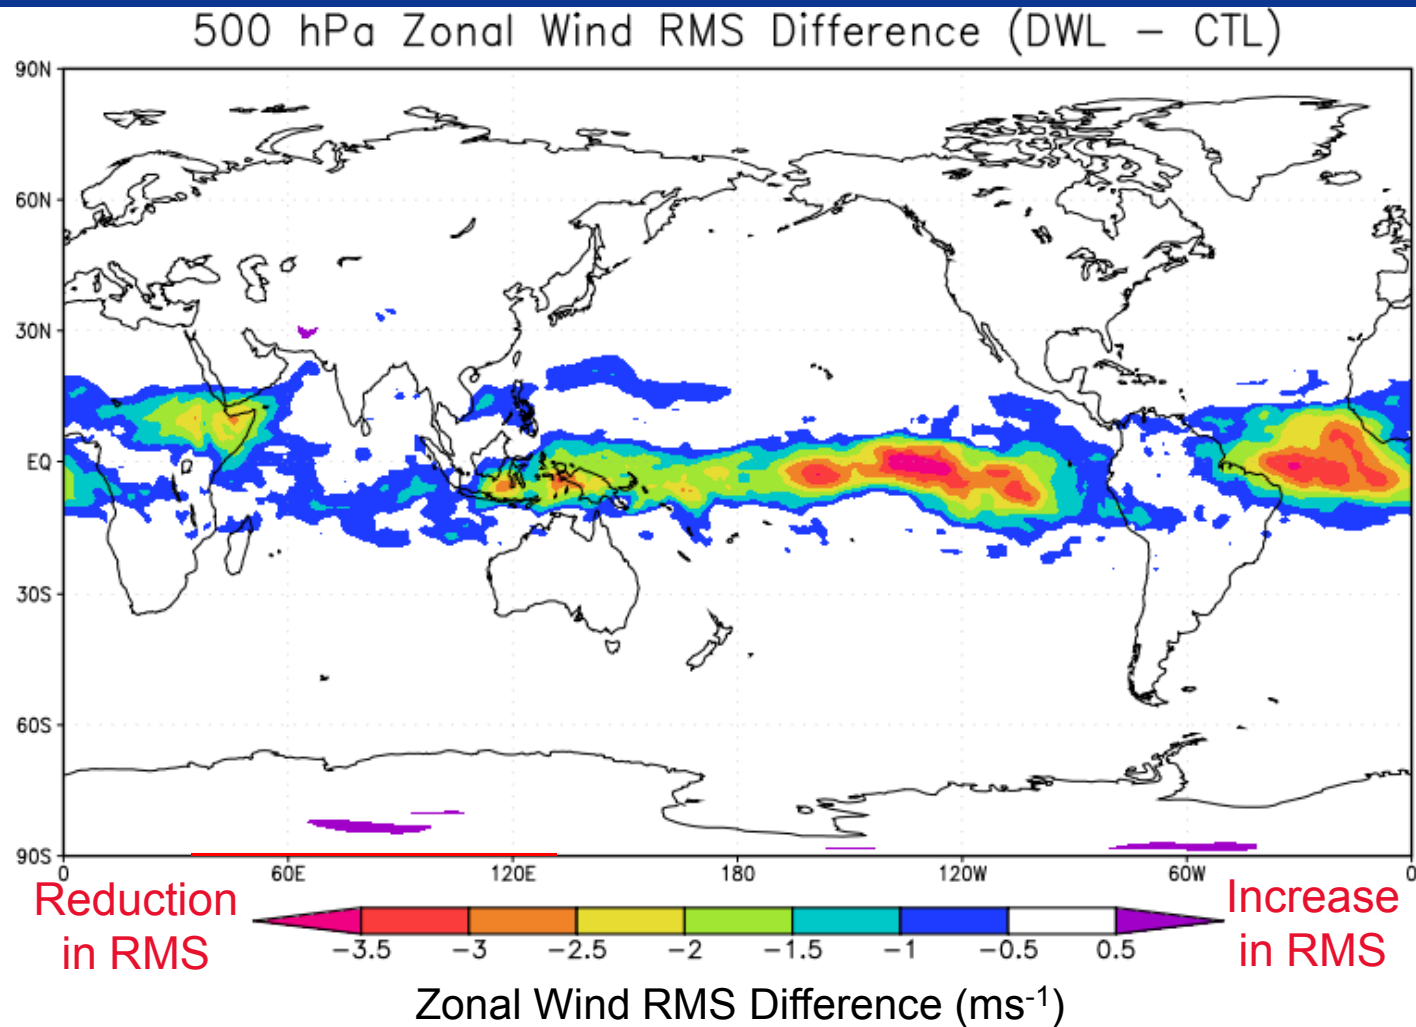 500 hPa Zonal Wind RMS Difference (DWL – CTL)
90N
60N
30N
EQ
30S
60S
90S
0 60E 120E 180 120W 60W 0
Reduction
in RMS
Increase
in RMS
−3.5 −3 −2.5 −2 −1.5 −1 −0.5 0.5
Zonal Wind RMS Difference (ms⁻¹)